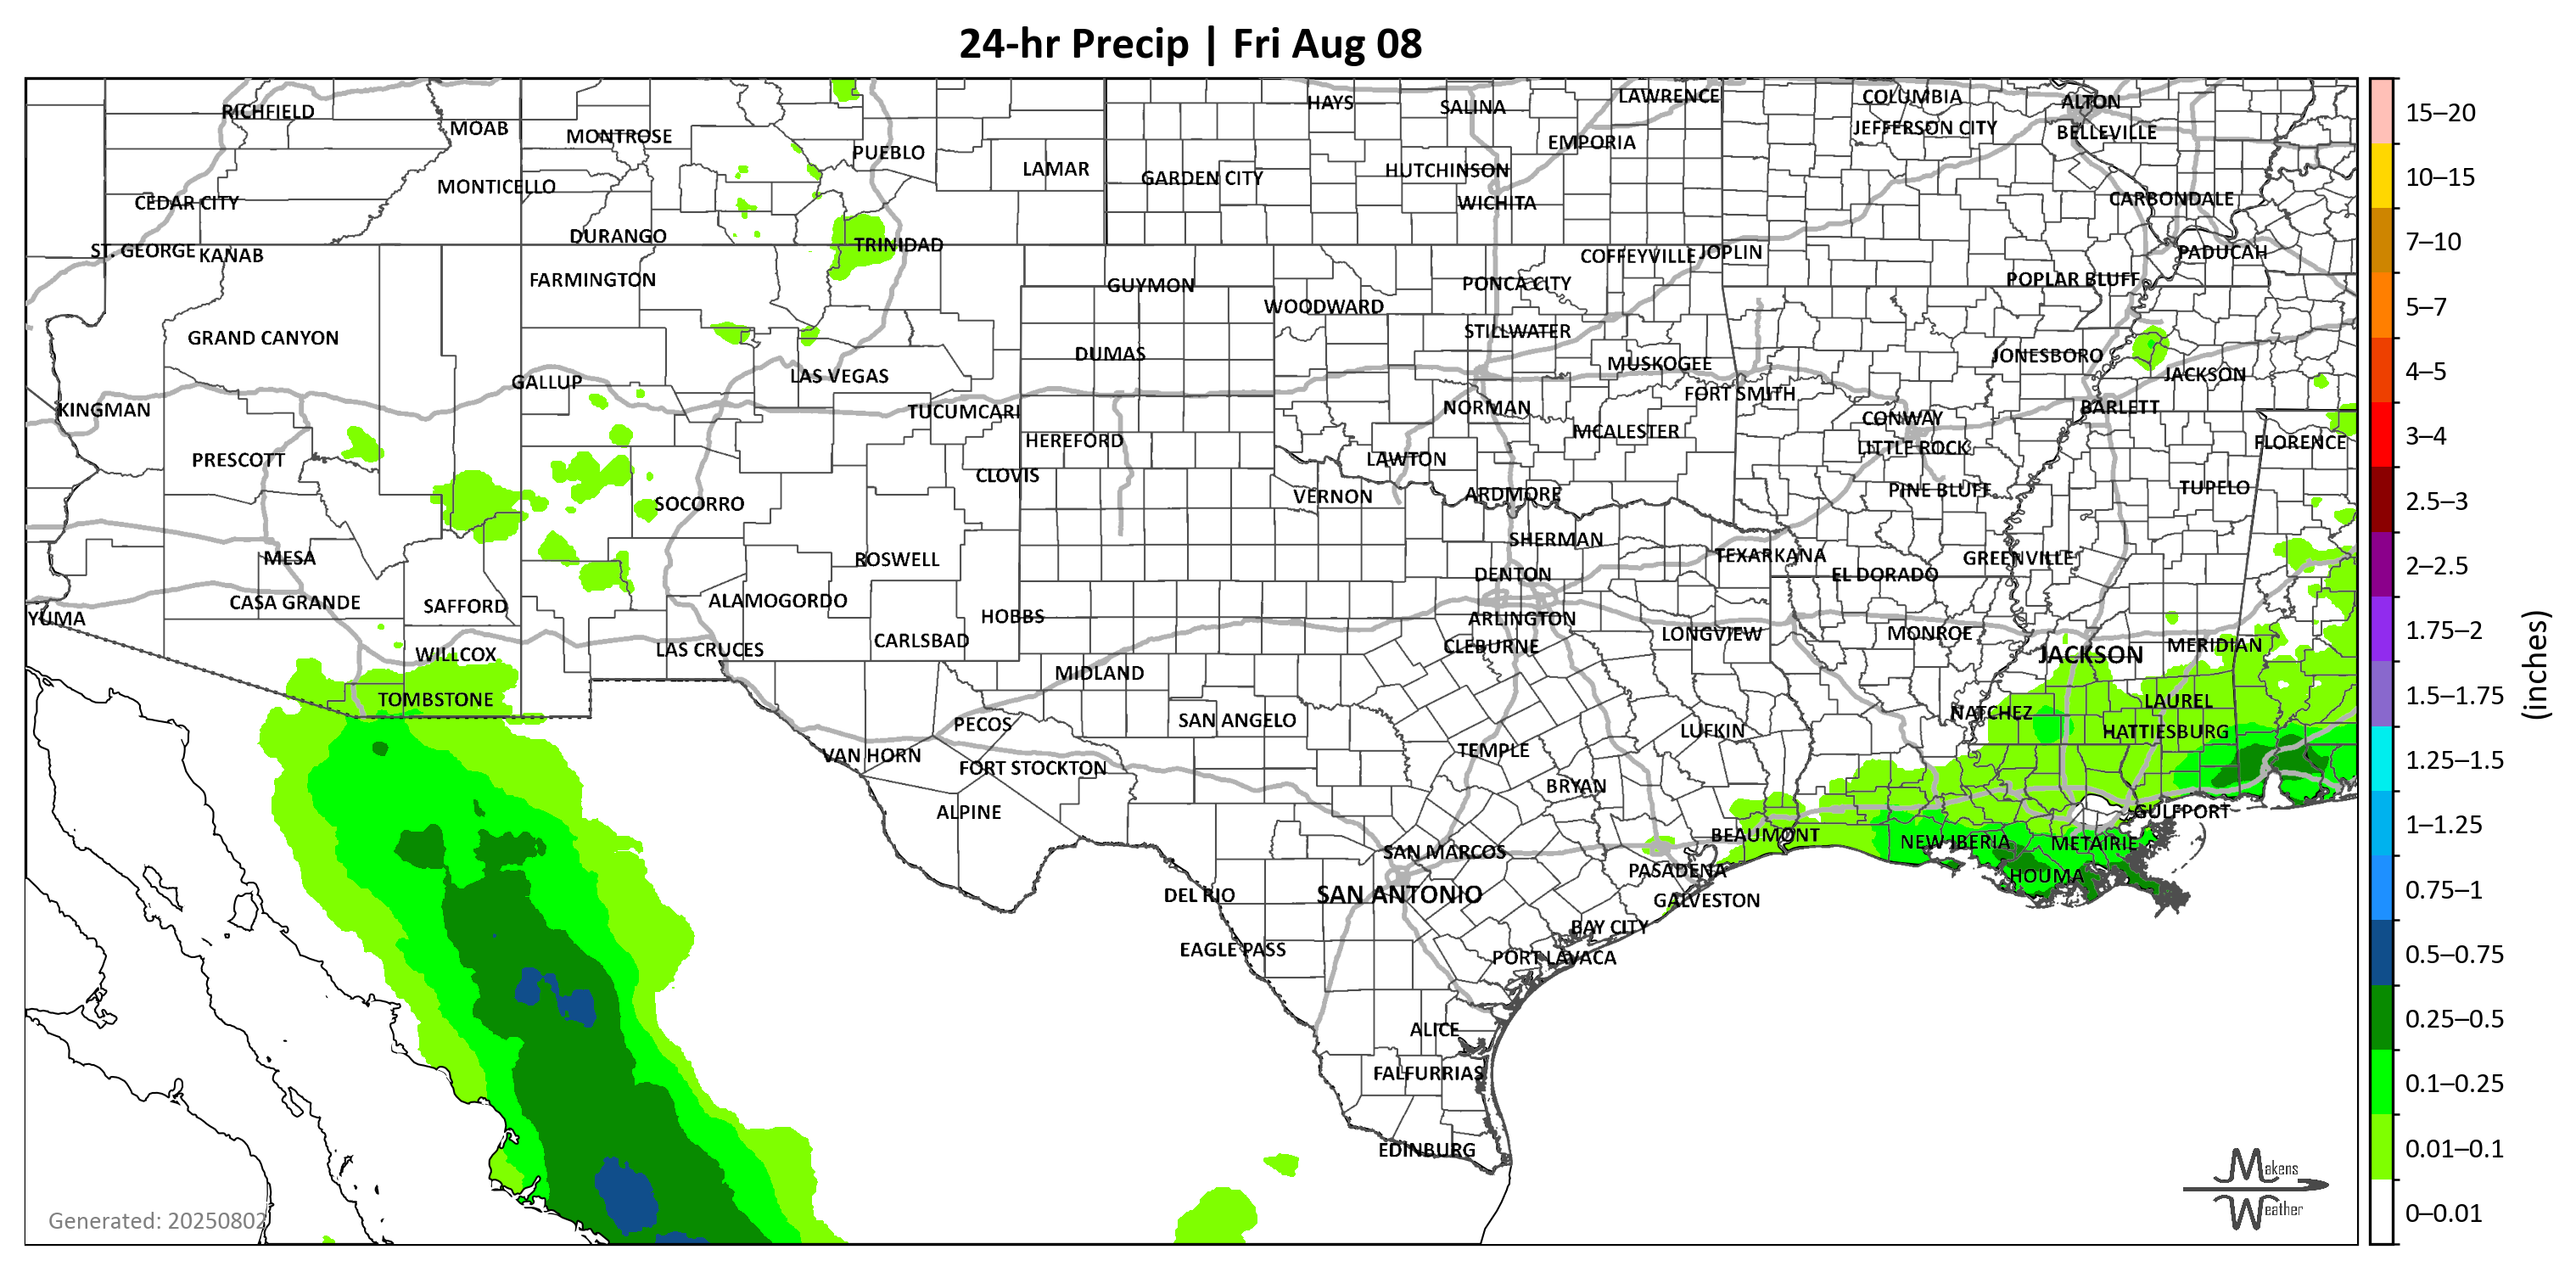 24-hr Precip | Fri Aug 08
RICHFIELD
MOAB
MONTROSE
PUEBLO
LAMAR
GARDEN CITY
HAYS
SALINA
LAWRENCE
EMPORIA
HUTCHINSON
WICHITA
COLUMBIA
JEFFERSON CITY
ALTON
BELLEVILLE
CARBONDALE
MONTICELLO
CEDAR CITY
DURANGO
TRINIDAD
ST. GEORGE
KANAB
FARMINGTON
GUYMON
WOODWARD
PONCA CITY
COFFEYVILLE
JOPLIN
POPLAR BLUFF
PADUCAH
GRAND CANYON
DUMAS
STILLWATER
MUSKOGEE
JONESBORO
JACKSON
GALLUP
LAS VEGAS
KINGMAN
TUCUMCARI
NORMAN
FORT SMITH
CONWAY
BARLETT
HEREFORD
MCALESTER
LITTLE ROCK
FLORENCE
PRESCOTT
CLOVIS
LAWTON
SOCORRO
VERNON
ARDMORE
PINE BLUFF
TUPELO
MESA
ROSWELL
SHERMAN
TEXARKANA
GREENVILLE
DENTON
EL DORADO
CASA GRANDE
SAFFORD
ALAMOGORDO
YUMA
HOBBS
ARLINGTON
CLEBURNE
LONGVIEW
MONROE
CARLSBAD
LAS CRUCES
WILLCOX
JACKSON
MERIDIAN
MIDLAND
TOMBSTONE
PECOS
SAN ANGELO
NATCHEZ
LAUREL
HATTIESBURG
LUFKIN
TEMPLE
VAN HORN
FORT STOCKTON
BRYAN
ALPINE
GULFPORT
BEAUMONT
NEW IBERIA
METAIRIE
SAN MARCOS
PASADENA
HOUMA
DEL RIO
SAN ANTONIO
GALVESTON
BAY CITY
EAGLE PASS
PORT LAVACA
ALICE
FALFURRIAS
EDINBURG
Generated: 20250802
Makens
Weather
15–20
10–15
7–10
5–7
4–5
3–4
2.5–3
2–2.5
1.75–2
1.5–1.75
1.25–1.5
1–1.25
0.75–1
0.5–0.75
0.25–0.5
0.1–0.25
0.01–0.1
0–0.01
(inches)